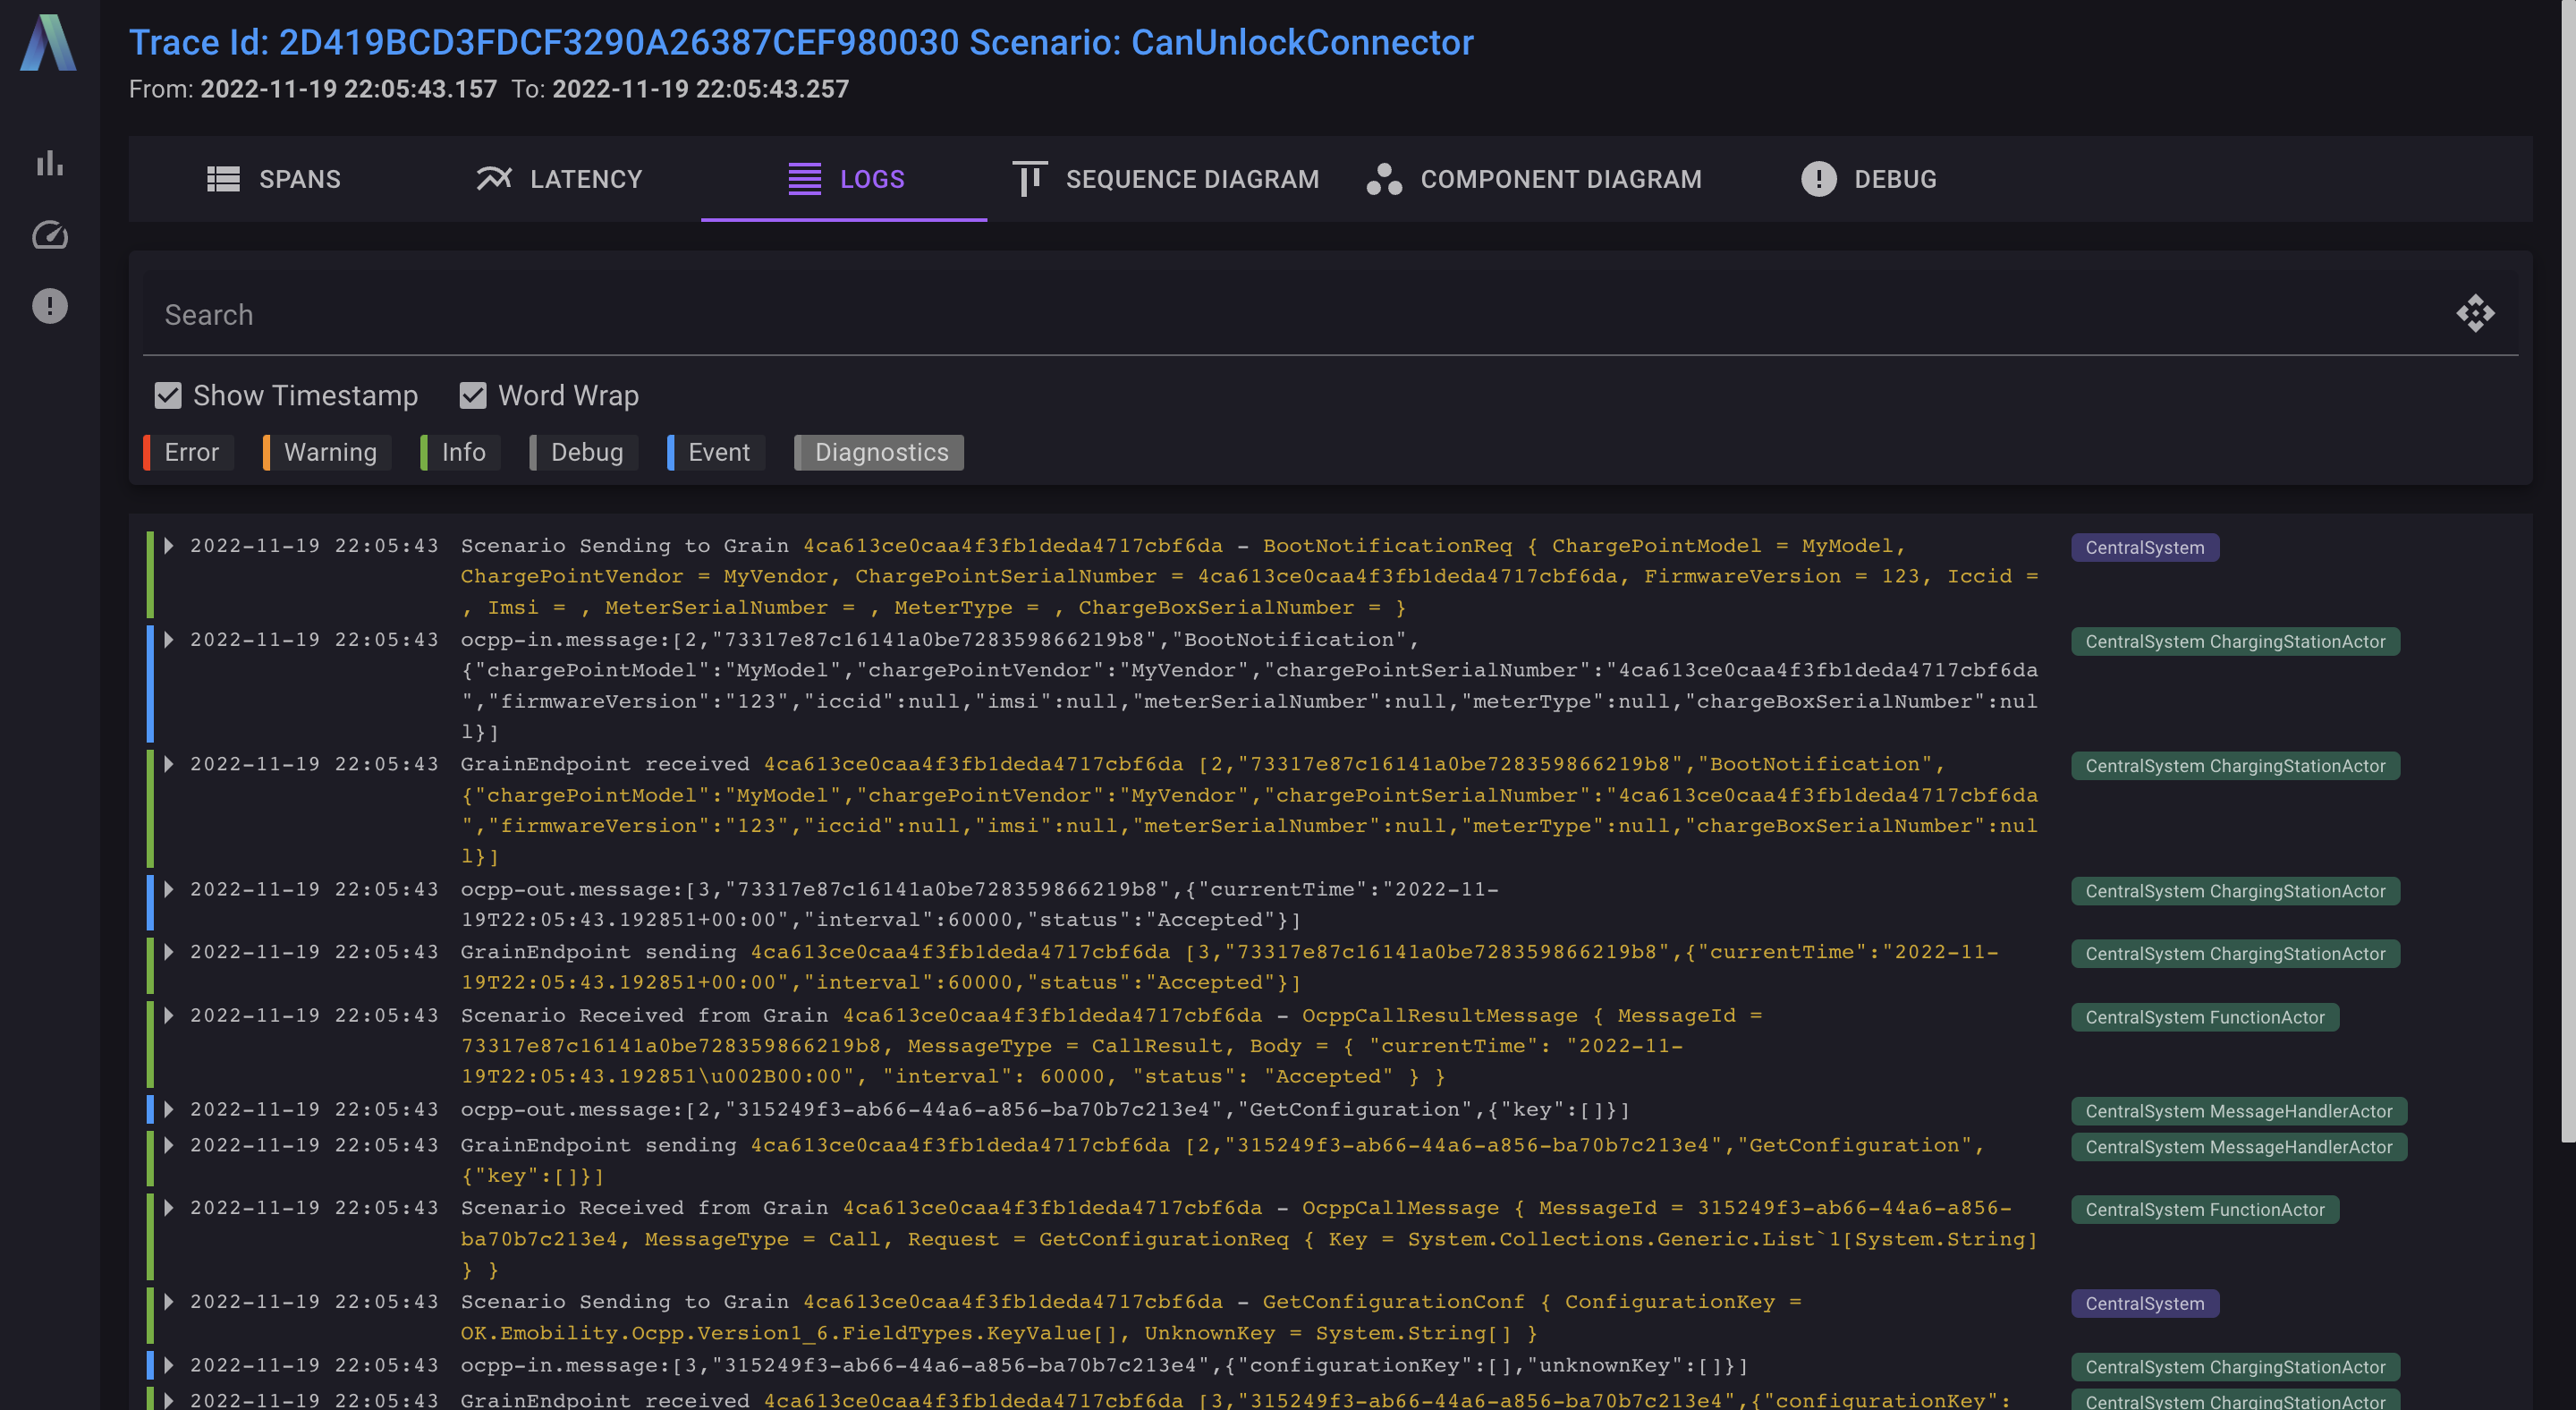 Trace Id: 2D419BCD3FDCF3290A26387CEF980030 Scenario: CanUnlockConnector
From: 2022-11-19 22:05:43.157 To: 2022-11-19 22:05:43.257
SPANS LATENCY LOGS SEQUENCE DIAGRAM COMPONENT DIAGRAM DEBUG
Search
Show Timestamp Word Wrap
Error Warning Info Debug Event Diagnostics
2022-11-19 22:05:43 Scenario Sending to Grain 4ca613ce0caa4f3fb1deda4717cbf6da - BootNotificationReq { ChargePointModel = MyModel, CentralSystem
ChargePointVendor = MyVendor, ChargePointSerialNumber = 4ca613ce0caa4f3fb1deda4717cbf6da, FirmwareVersion = 123, Iccid =
, Imsi = , MeterSerialNumber = , MeterType = , ChargeBoxSerialNumber = }
2022-11-19 22:05:43 ocpp-in.message:[2,"73317e87c16141a0be728359866219b8","BootNotification", CentralSystem ChargingStationActor
{"chargePointModel":"MyModel","chargePointVendor":"MyVendor","chargePointSerialNumber":"4ca613ce0caa4f3fb1deda4717cbf6da
","firmwareVersion":"123","iccid":null,"imsi":null,"meterSerialNumber":null,"meterType":null,"chargeBoxSerialNumber":nul
l}]
2022-11-19 22:05:43 GrainEndpoint received 4ca613ce0caa4f3fb1deda4717cbf6da [2,"73317e87c16141a0be728359866219b8","BootNotification", CentralSystem ChargingStationActor
{"chargePointModel":"MyModel","chargePointVendor":"MyVendor","chargePointSerialNumber":"4ca613ce0caa4f3fb1deda4717cbf6da
","firmwareVersion":"123","iccid":null,"imsi":null,"meterSerialNumber":null,"meterType":null,"chargeBoxSerialNumber":nul
l}]
2022-11-19 22:05:43 ocpp-out.message:[3,"73317e87c16141a0be728359866219b8",{"currentTime":"2022-11- CentralSystem ChargingStationActor
19T22:05:43.192851+00:00","interval":60000,"status":"Accepted"}]
2022-11-19 22:05:43 GrainEndpoint sending 4ca613ce0caa4f3fb1deda4717cbf6da [3,"73317e87c16141a0be728359866219b8",{"currentTime":"2022-11- CentralSystem ChargingStationActor
19T22:05:43.192851+00:00","interval":60000,"status":"Accepted"}]
2022-11-19 22:05:43 Scenario Received from Grain 4ca613ce0caa4f3fb1deda4717cbf6da - OcppCallResultMessage { MessageId = CentralSystem FunctionActor
73317e87c16141a0be728359866219b8, MessageType = CallResult, Body = { "currentTime": "2022-11-
19T22:05:43.192851\u002B00:00", "interval": 60000, "status": "Accepted" } }
2022-11-19 22:05:43 ocpp-out.message:[2,"315249f3-ab66-44a6-a856-ba70b7c213e4","GetConfiguration",{"key":[]}] CentralSystem MessageHandlerActor
2022-11-19 22:05:43 GrainEndpoint sending 4ca613ce0caa4f3fb1deda4717cbf6da [2,"315249f3-ab66-44a6-a856-ba70b7c213e4","GetConfiguration", CentralSystem MessageHandlerActor
{"key":[]}]
2022-11-19 22:05:43 Scenario Received from Grain 4ca613ce0caa4f3fb1deda4717cbf6da - OcppCallMessage { MessageId = 315249f3-ab66-44a6-a856- CentralSystem FunctionActor
ba70b7c213e4, MessageType = Call, Request = GetConfigurationReq { Key = System.Collections.Generic.List`1[System.String]
} }
2022-11-19 22:05:43 Scenario Sending to Grain 4ca613ce0caa4f3fb1deda4717cbf6da - GetConfigurationConf { ConfigurationKey = CentralSystem
OK.Emobility.Ocpp.Version1_6.FieldTypes.KeyValue[], UnknownKey = System.String[] }
2022-11-19 22:05:43 ocpp-in.message:[3,"315249f3-ab66-44a6-a856-ba70b7c213e4",{"configurationKey":[],"unknownKey":[]}] CentralSystem ChargingStationActor
2022-11-19 22:05:43 GrainEndpoint received 4ca613ce0caa4f3fb1deda4717cbf6da [3,"315249f3-ab66-44a6-a856-ba70b7c213e4",{"configurationKey": CentralSystem ChargingStationActor